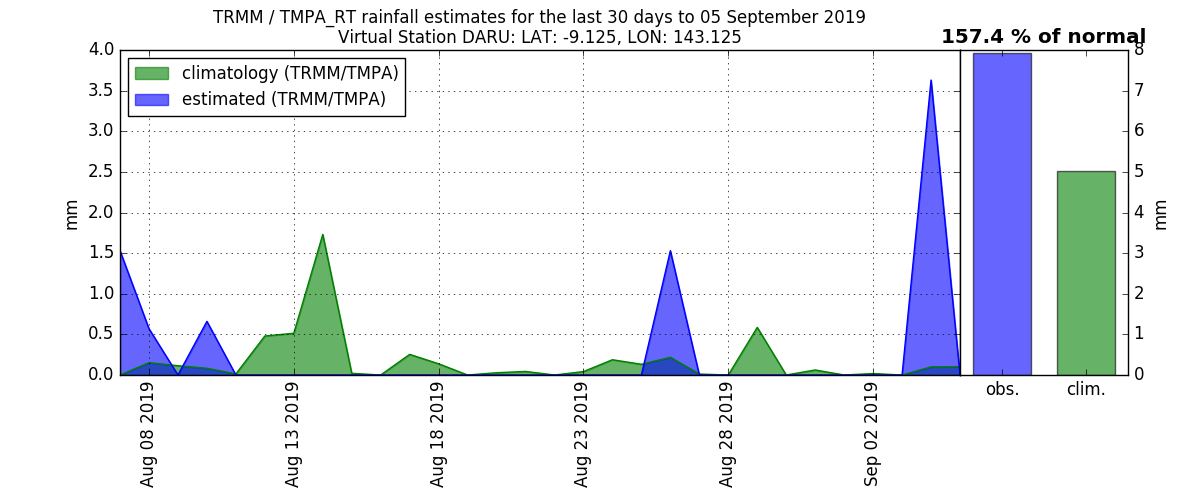 TRMM / TMPA_RT rainfall estimates for the last 30 days to 05 September 2019
Virtual Station DARU: LAT: -9.125, LON: 143.125
157.4 % of normal
climatology (TRMM/TMPA)
estimated (TRMM/TMPA)
4.0
3.5
3.0
2.5
2.0
1.5
1.0
0.5
0.0
mm
Aug 08 2019
Aug 13 2019
Aug 18 2019
Aug 23 2019
Aug 28 2019
Sep 02 2019
obs.
clim.
8
7
6
5
4
3
2
1
0
mm